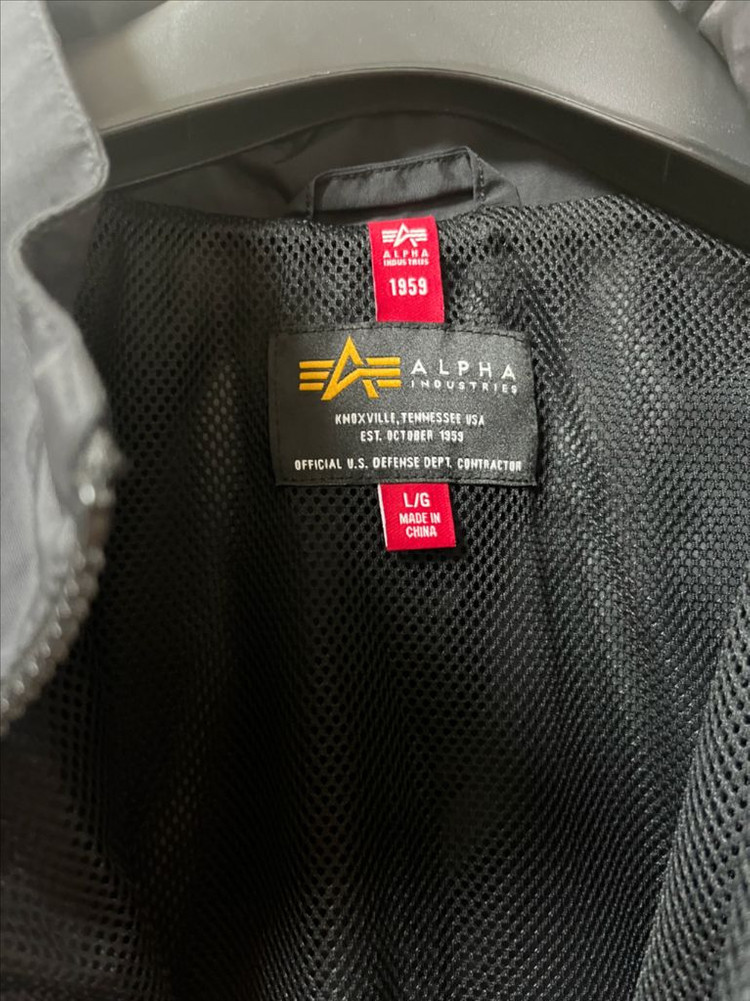 ALPHA
INDUSTRIES
1959
ALPHA
INDUSTRIES
KNOXVILLE, TENNESSEE USA
EST. OCTOBER 1959
OFFICIAL U.S. DEFENSE DEPT. CONTRACTOR
L/G
MADE IN
CHINA